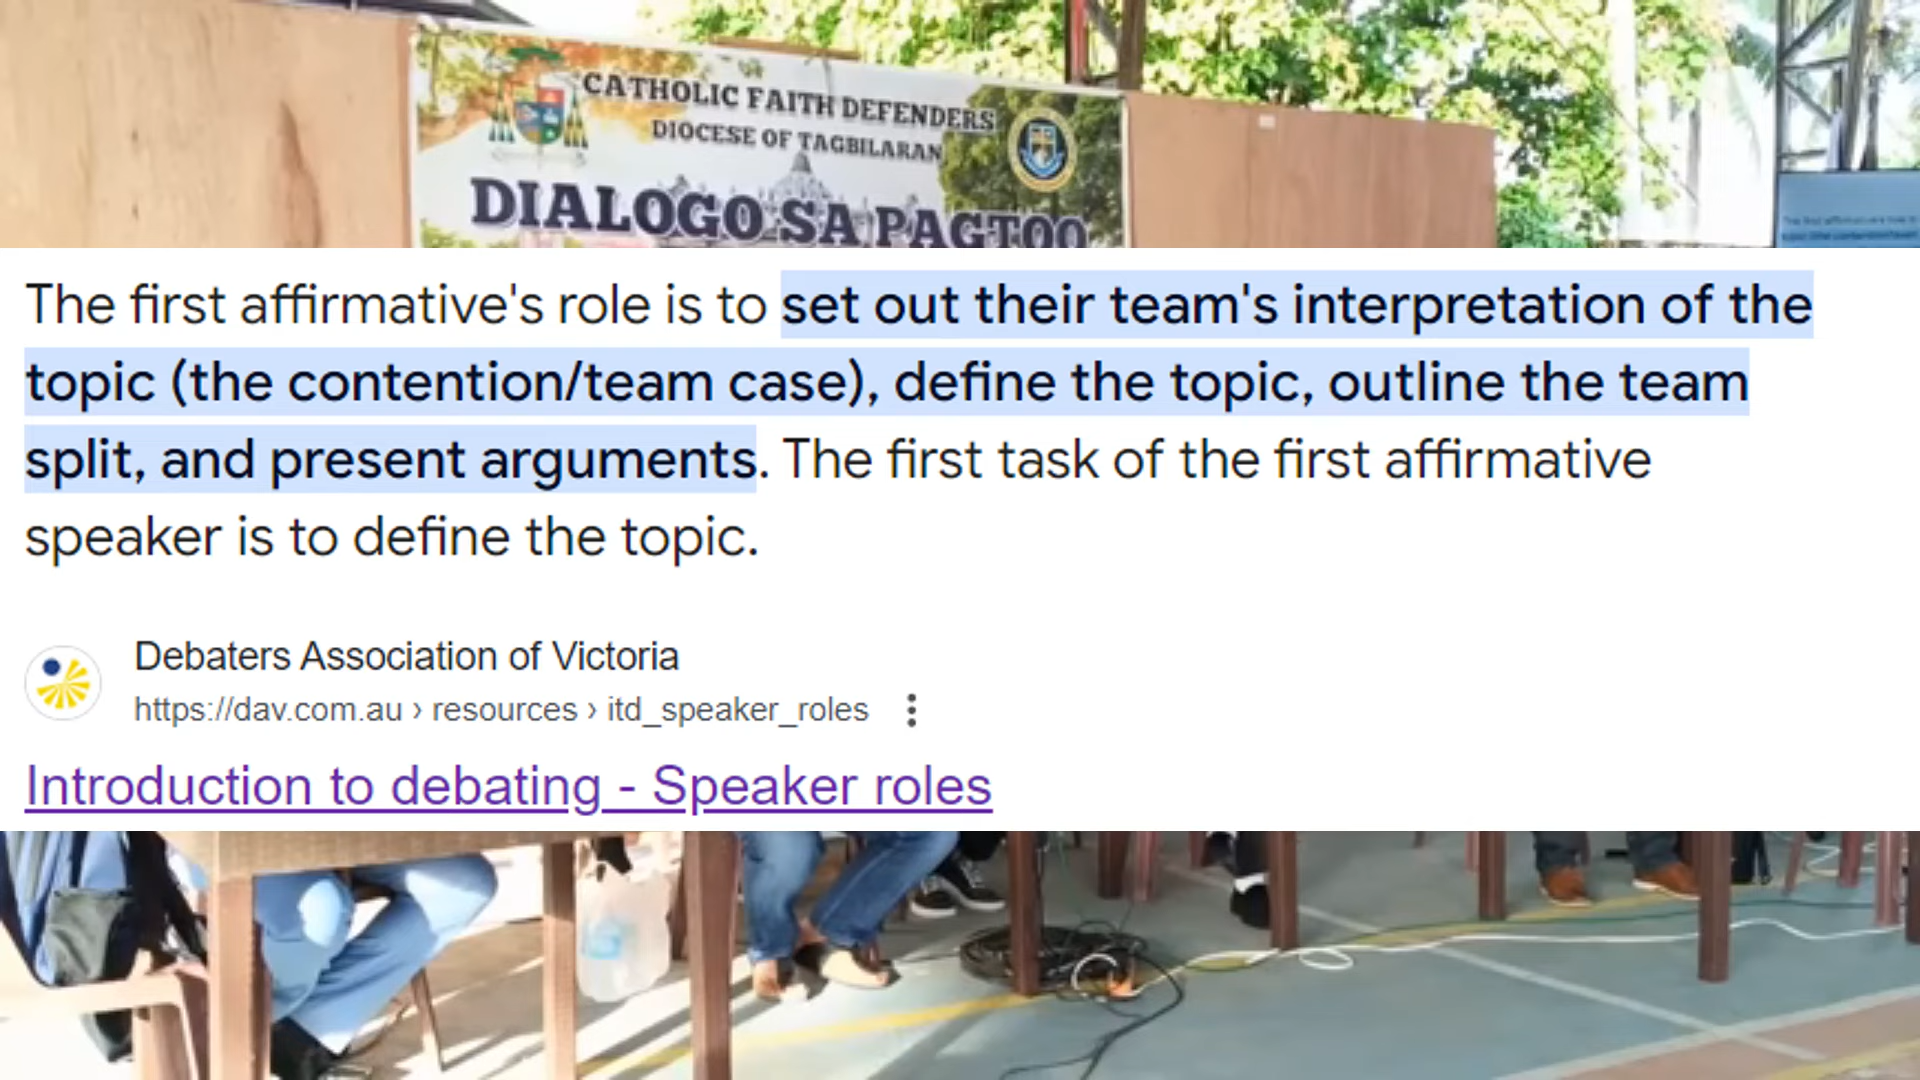 CATHOLIC FAITH DEFENDERS
DIOCESE OF TAGBILARAN
DIALOGO SA PAGTOO
The first affirmative's role is to set out their team's interpretation of the
topic (the contention/team case), define the topic, outline the team
split, and present arguments. The first task of the first affirmative
speaker is to define the topic.
Debaters Association of Victoria
https://dav.com.au › resources › itd_speaker_roles
Introduction to debating - Speaker roles